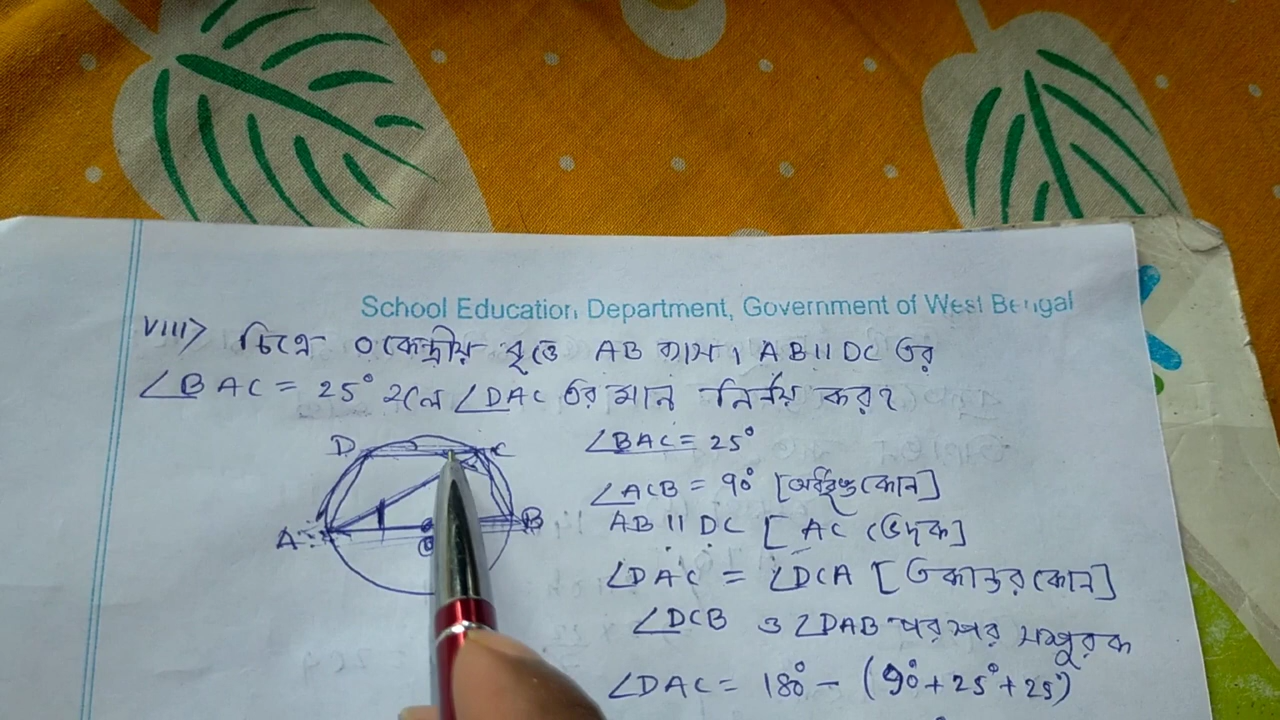 School Education Department, Government of West Bengal
VIII> চিত্রে O কেন্দ্রীয় বৃত্তে AB ব্যাস। AB || DC এর
∠BAC = 25° হলে ∠DAC এর মান নির্ণয় কর?
D C
A B
O
∠BAC = 25°
∠ACB = 90° [অর্ধবৃত্তস্থ কোন]
AB || DC [AC ভেদক]
∠DAC = ∠DCA [একান্তর কোন]
∠DCB ও ∠DAB পরস্পর সম্পূরক
∠DAC = 180° - (90° + 25° + 25°)